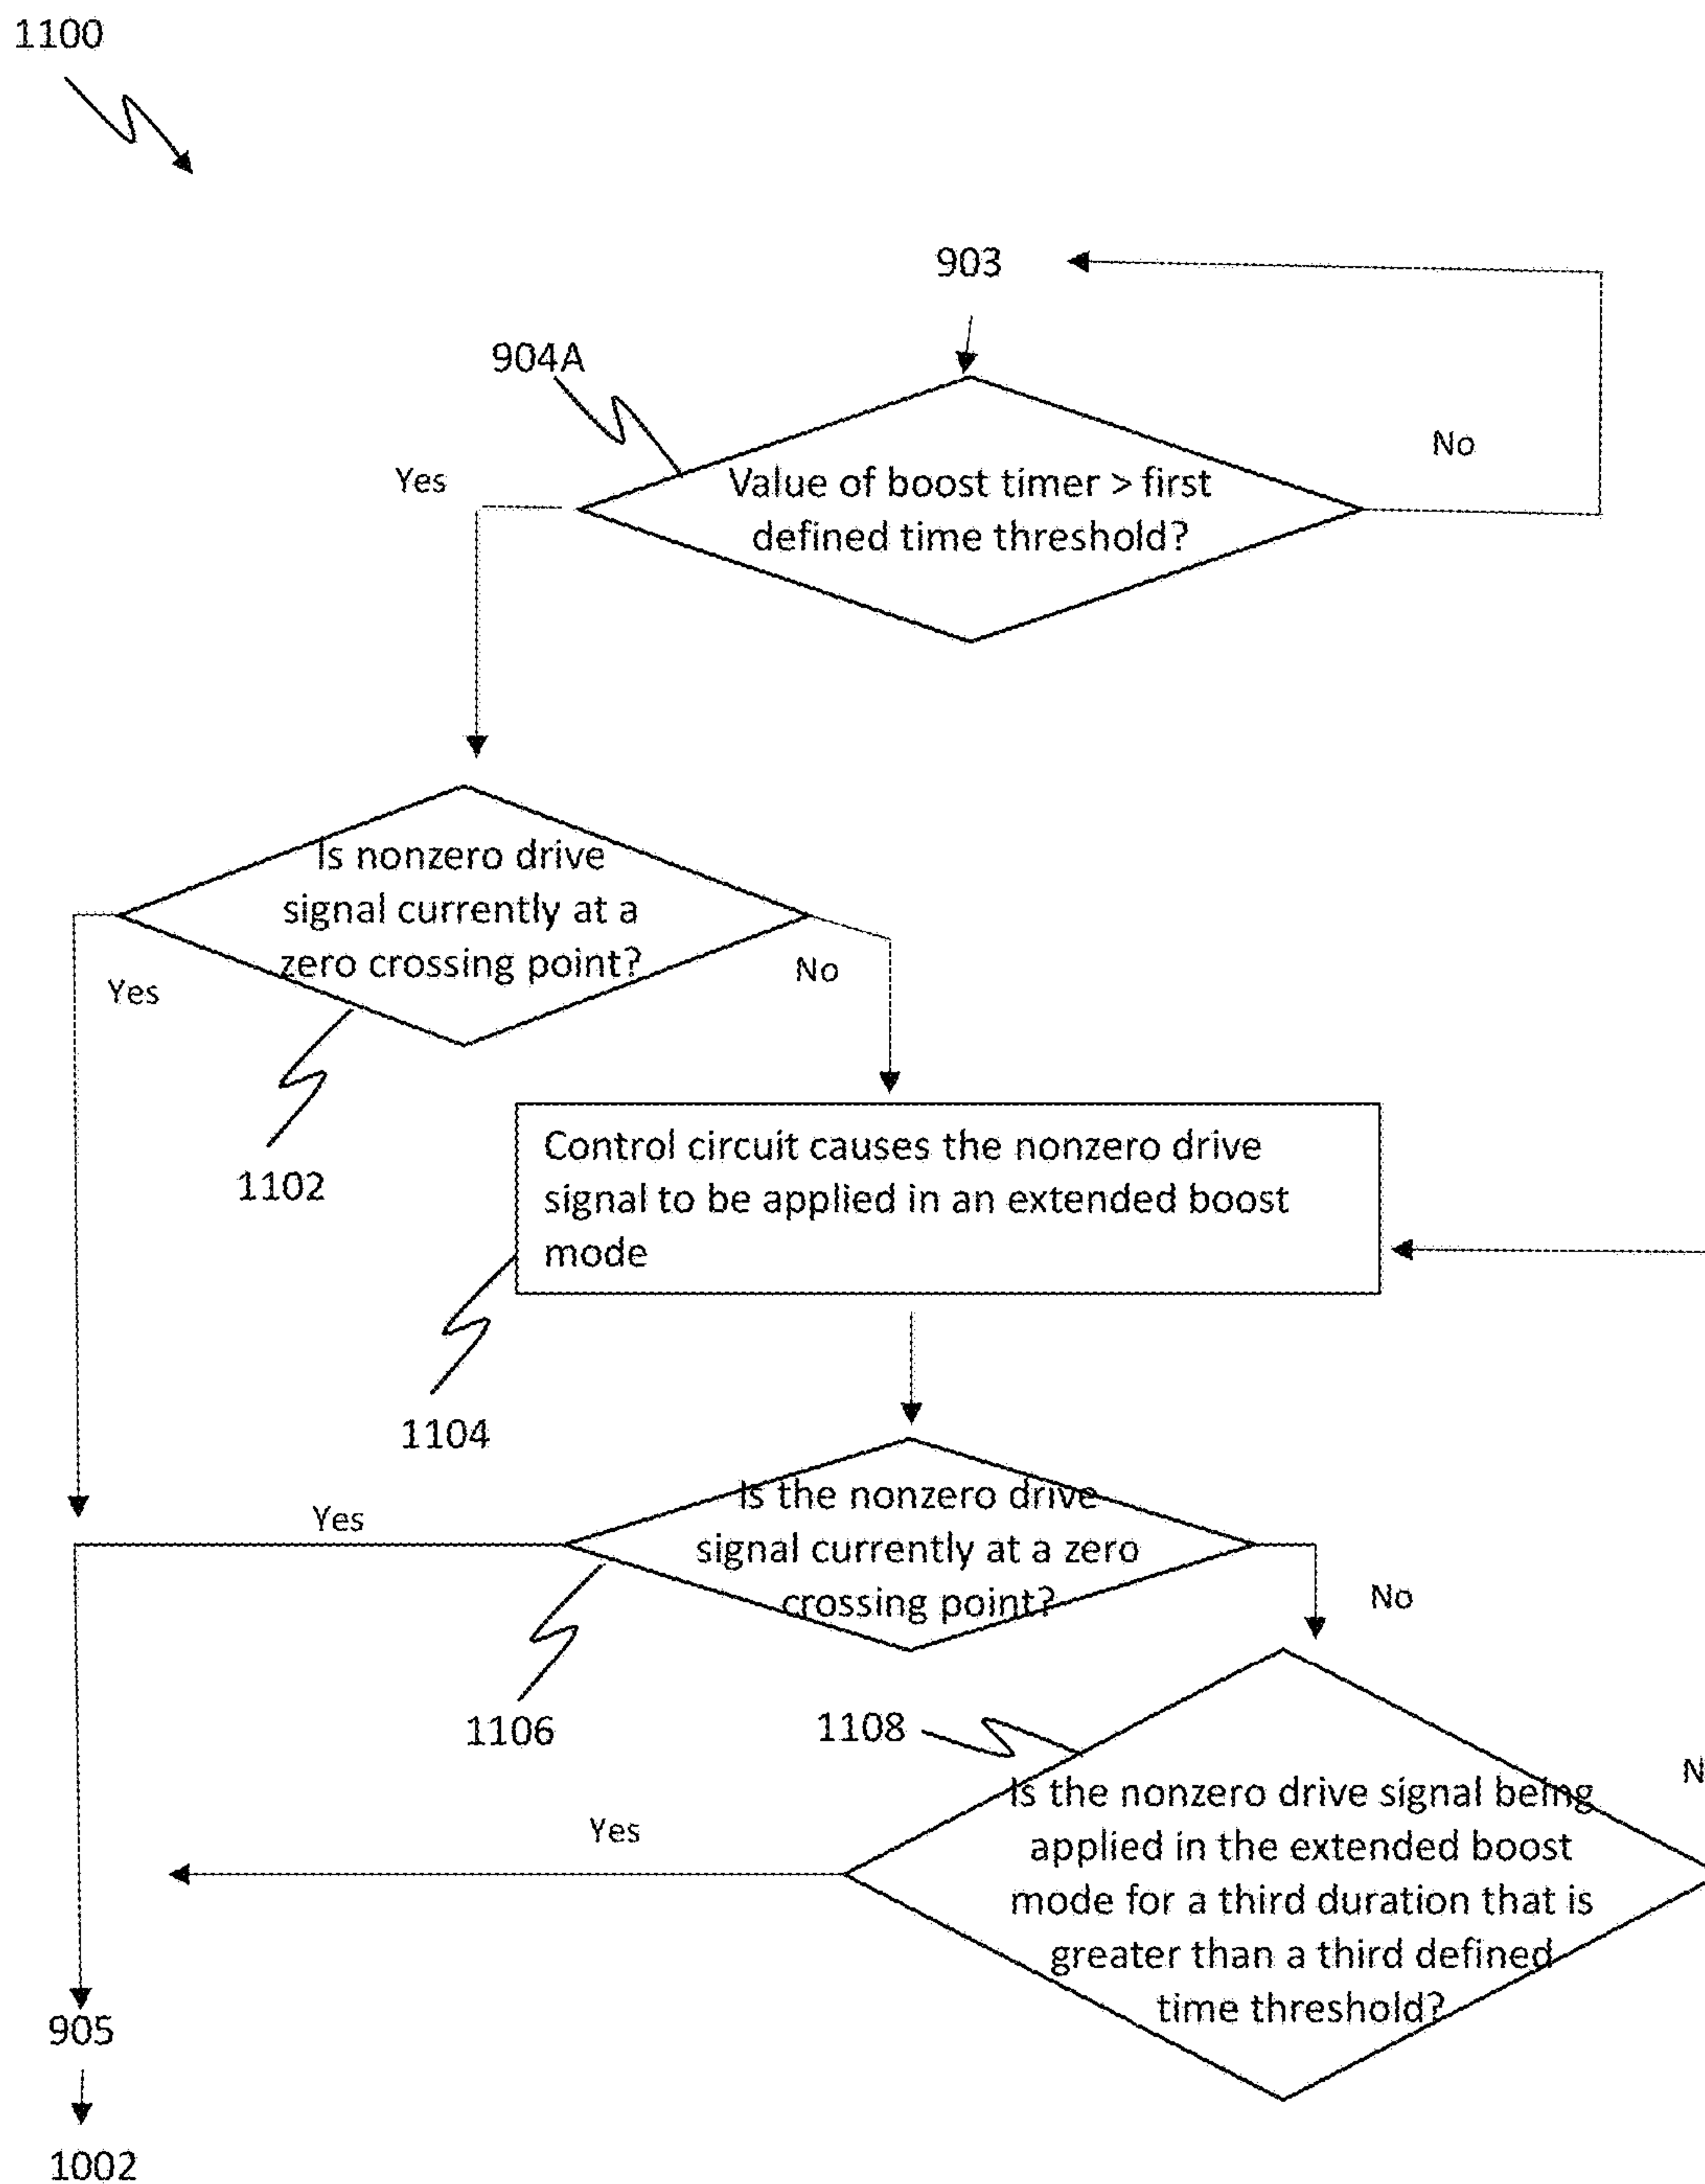 1100
903
904A
No
Yes
Value of boost timer > first
defined time threshold?
Is nonzero drive
signal currently at a
zero crossing point?
Yes
No
1102
Control circuit causes the nonzero drive
signal to be applied in an extended boost
mode
1104
Is the nonzero drive
signal currently at a zero
crossing point?
Yes
No
1106
1108
Is the nonzero drive signal being
applied in the extended boost
mode for a third duration that is
greater than a third defined
time threshold?
Yes
905
1002